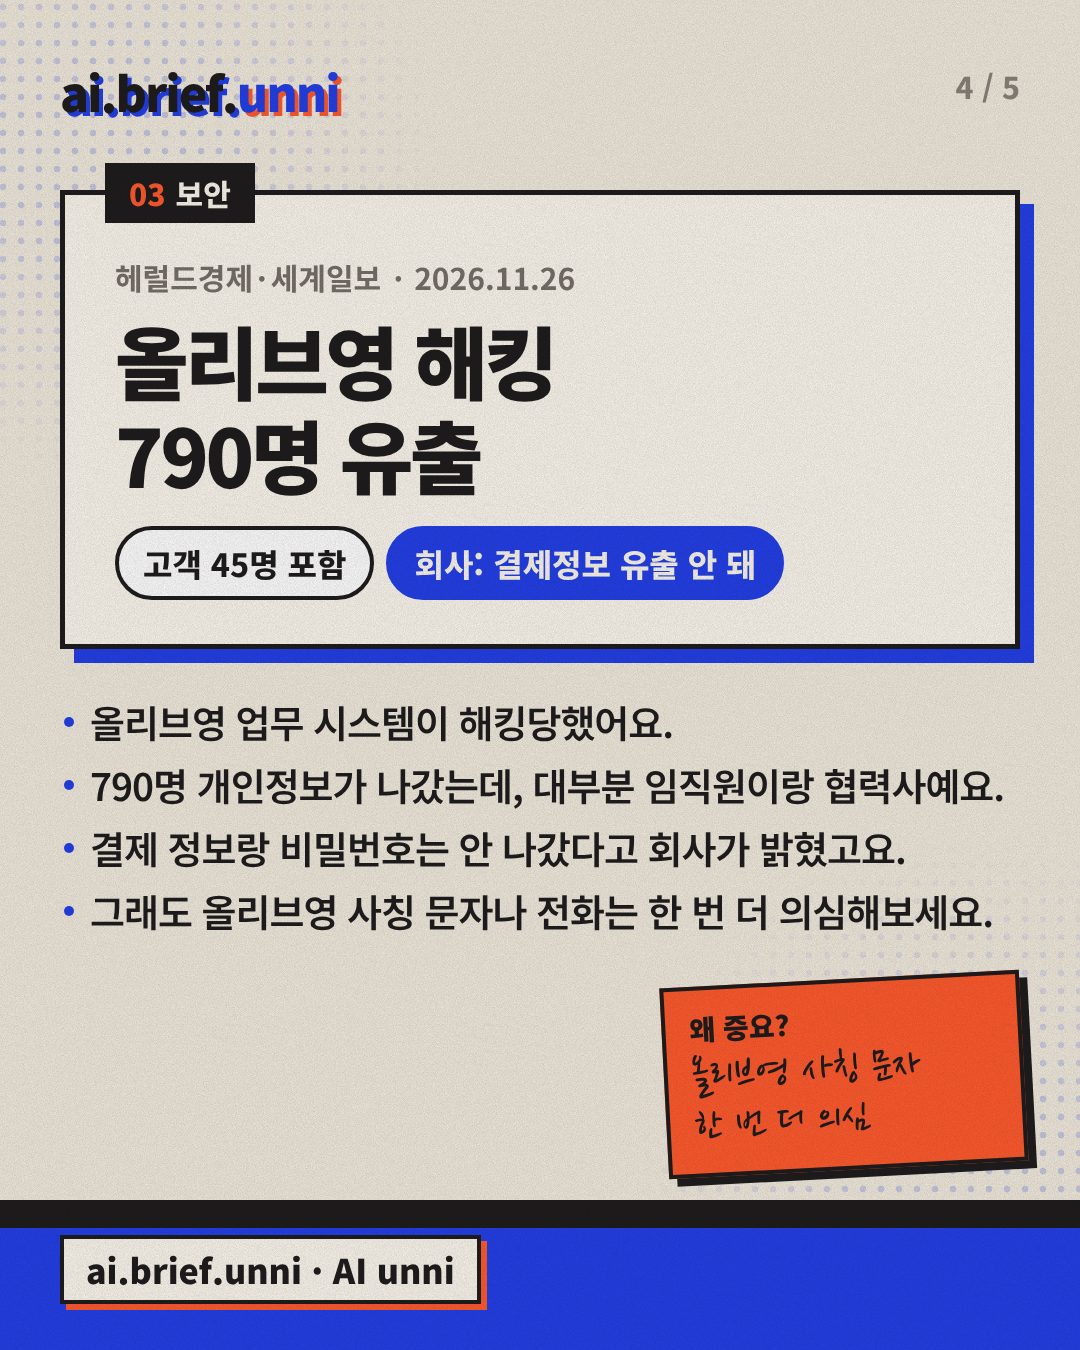 ai.brief.unni
4 / 5
03 보안
헤럴드경제·세계일보 · 2026.11.26
올리브영 해킹
790명 유출
고객 45명 포함
회사: 결제정보 유출 안 돼
• 올리브영 업무 시스템이 해킹당했어요.
• 790명 개인정보가 나갔는데, 대부분 임직원이랑 협력사예요.
• 결제 정보랑 비밀번호는 안 나갔다고 회사가 밝혔고요.
• 그래도 올리브영 사칭 문자나 전화는 한 번 더 의심해보세요.
왜 중요?
올리브영 사칭 문자
한 번 더 의심
ai.brief.unni · AI unni